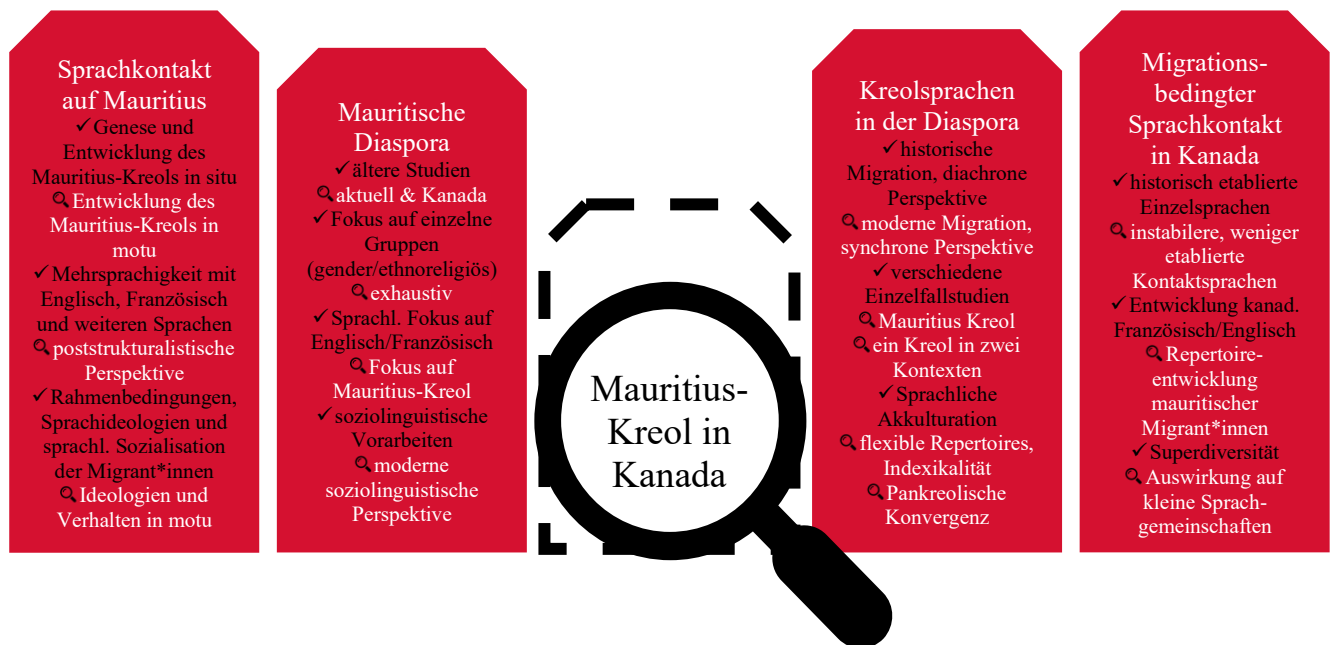 Sprachkontakt
auf Mauritius
✓Genese und
Entwicklung des
Mauritius-Kreols in situ
Entwicklung des
Mauritius-Kreols in
motu
✓Mehrsprachigkeit mit
Englisch, Französisch
und weiteren Sprachen
poststrukturalistische
Perspektive
✓Rahmenbedingungen,
Sprachideologien und
sprachl. Sozialisation
der Migrant*innen
Ideologien und
Verhalten in motu
Mauritische
Diaspora
✓ältere Studien
aktuell & Kanada
✓Fokus auf einzelne
Gruppen
(gender/ethnoreligiös)
exhaustiv
✓Sprachl. Fokus auf
Englisch/Französisch
Fokus auf
Mauritius-Kreol
✓soziolinguistische
Vorarbeiten
moderne
soziolinguistische
Perspektive
Mauritius-
Kreol in
Kanada
Kreolsprachen
in der Diaspora
✓historische
Migration, diachrone
Perspektive
moderne Migration,
synchrone Perspektive
✓verschiedene
Einzelfallstudien
Mauritius Kreol
ein Kreol in zwei
Kontexten
✓Sprachliche
Akkulturation
flexible Repertoires,
Indexikalität
Pankreolische
Konvergenz
Migrations-
bedingter
Sprachkontakt
in Kanada
✓historisch etablierte
Einzelsprachen
instabilere, weniger
etablierte
Kontaktsprachen
✓Entwicklung kanad.
Französisch/Englisch
Repertoire-
entwicklung
mauritischer
Migrant*innen
✓Superdiversität
Auswirkung auf
kleine Sprach-
gemeinschaften